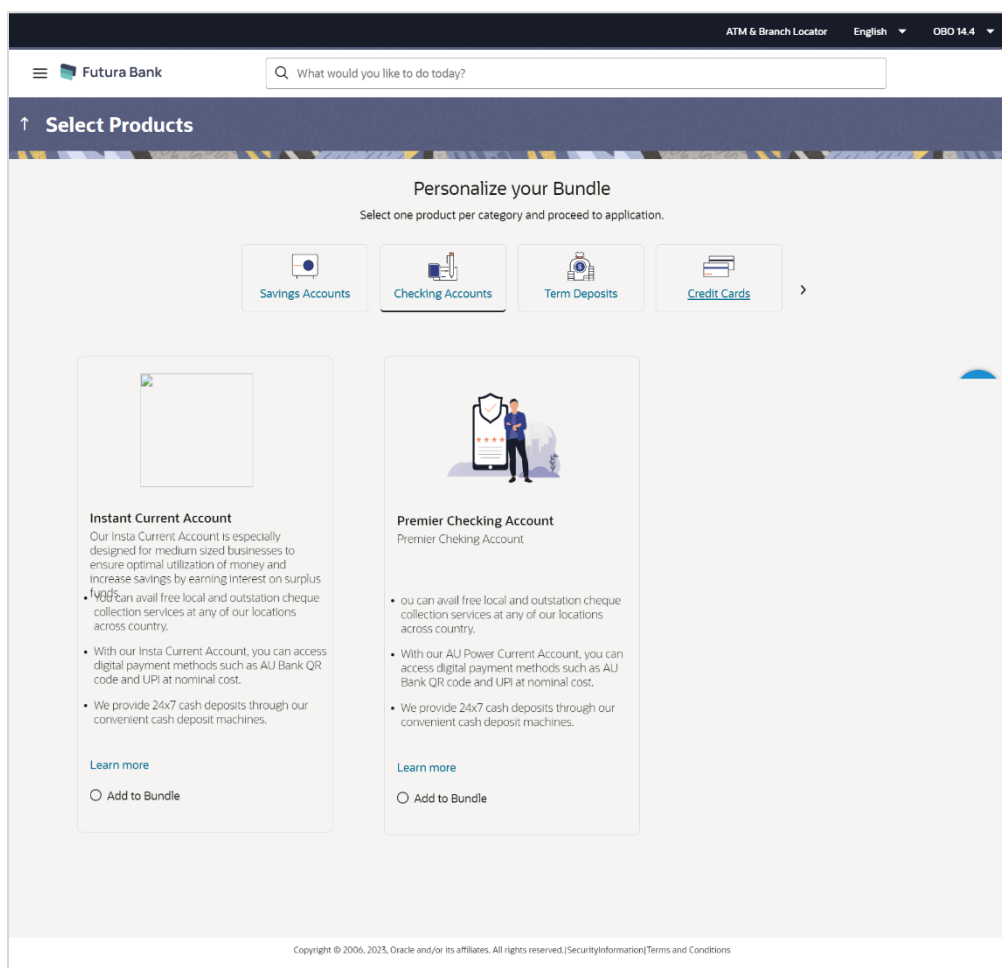 ATM & Branch Locator English OBO 14.4
Futura Bank What would you like to do today?
Select Products
Personalize your Bundle
Select one product per category and proceed to application.
Savings Accounts Checking Accounts Term Deposits Credit Cards
Instant Current Account
Our Insta Current Account is especially
designed for medium sized businesses to
ensure optimal utilization of money and
increase savings by earning interest on surplus
funds.
• You can avail free local and outstation cheque
collection services at any of our locations
across country.
• With our Insta Current Account, you can access
digital payment methods such as AU Bank QR
code and UPI at nominal cost.
• We provide 24x7 cash deposits through our
convenient cash deposit machines.
Learn more
Add to Bundle
Premier Checking Account
Premier Cheking Account
• ou can avail free local and outstation cheque
collection services at any of our locations
across country.
• With our AU Power Current Account, you can
access digital payment methods such as AU
Bank QR code and UPI at nominal cost.
• We provide 24x7 cash deposits through our
convenient cash deposit machines.
Learn more
Add to Bundle
Copyright © 2006, 2023, Oracle and/or its affiliates. All rights reserved.|SecurityInformation|Terms and Conditions